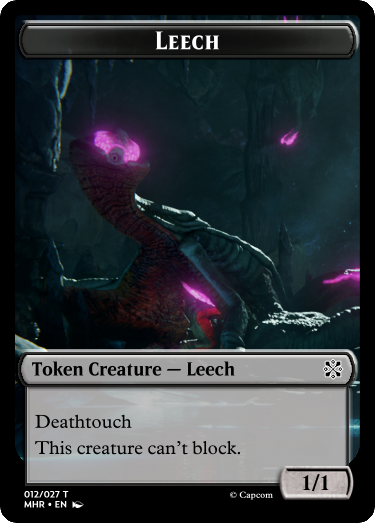 LEECH
Token Creature — Leech
Deathtouch
This creature can't block.
1/1
012/027 T
MHR • EN
© Capcom